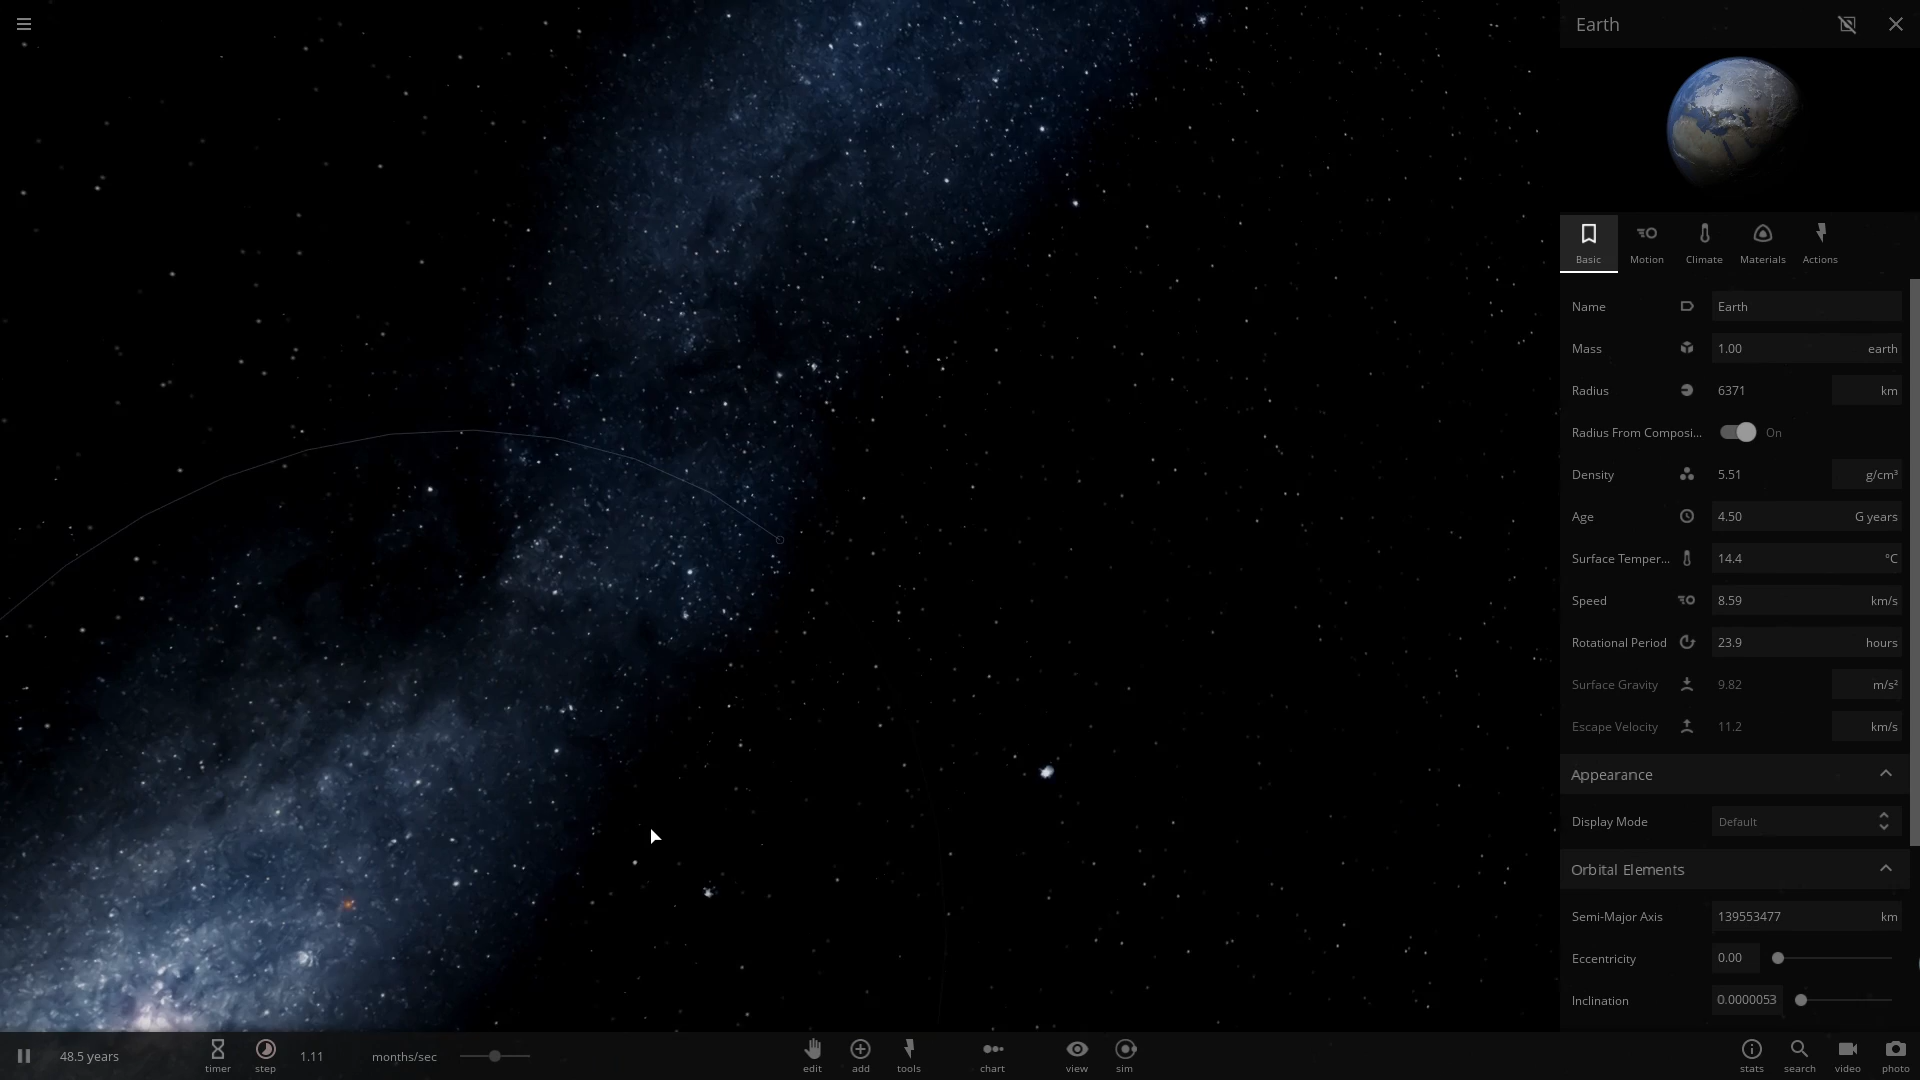 Earth
Basic
Motion
Climate
Materials
Actions
Name Earth
Mass 1.00 earth
Radius 6371 km
Radius From Composi... On
Density 5.51 g/cm³
Age 4.50 G years
Surface Temper... 14.4 °C
Speed 8.59 km/s
Rotational Period 23.9 hours
Surface Gravity 9.82 m/s²
Escape Velocity 11.2 km/s
Appearance
Display Mode Default
Orbital Elements
Semi-Major Axis 139553477 km
Eccentricity 0.00
Inclination 0.0000053
48.5 years
timer
step
1.11 months/sec
edit
add
tools
chart
view
sim
stats
search
video
photo